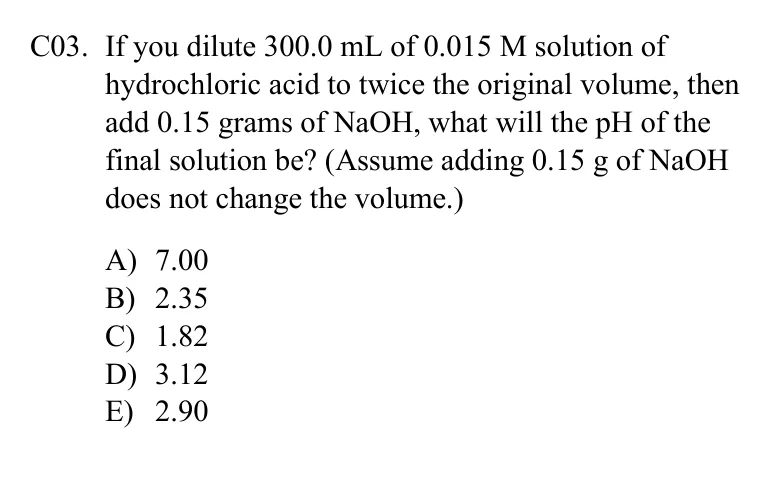 C03. If you dilute 300.0 mL of 0.015 M solution of
hydrochloric acid to twice the original volume, then
add 0.15 grams of NaOH, what will the pH of the
final solution be? (Assume adding 0.15 g of NaOH
does not change the volume.)
A) 7.00
B) 2.35
C) 1.82
D) 3.12
E) 2.90